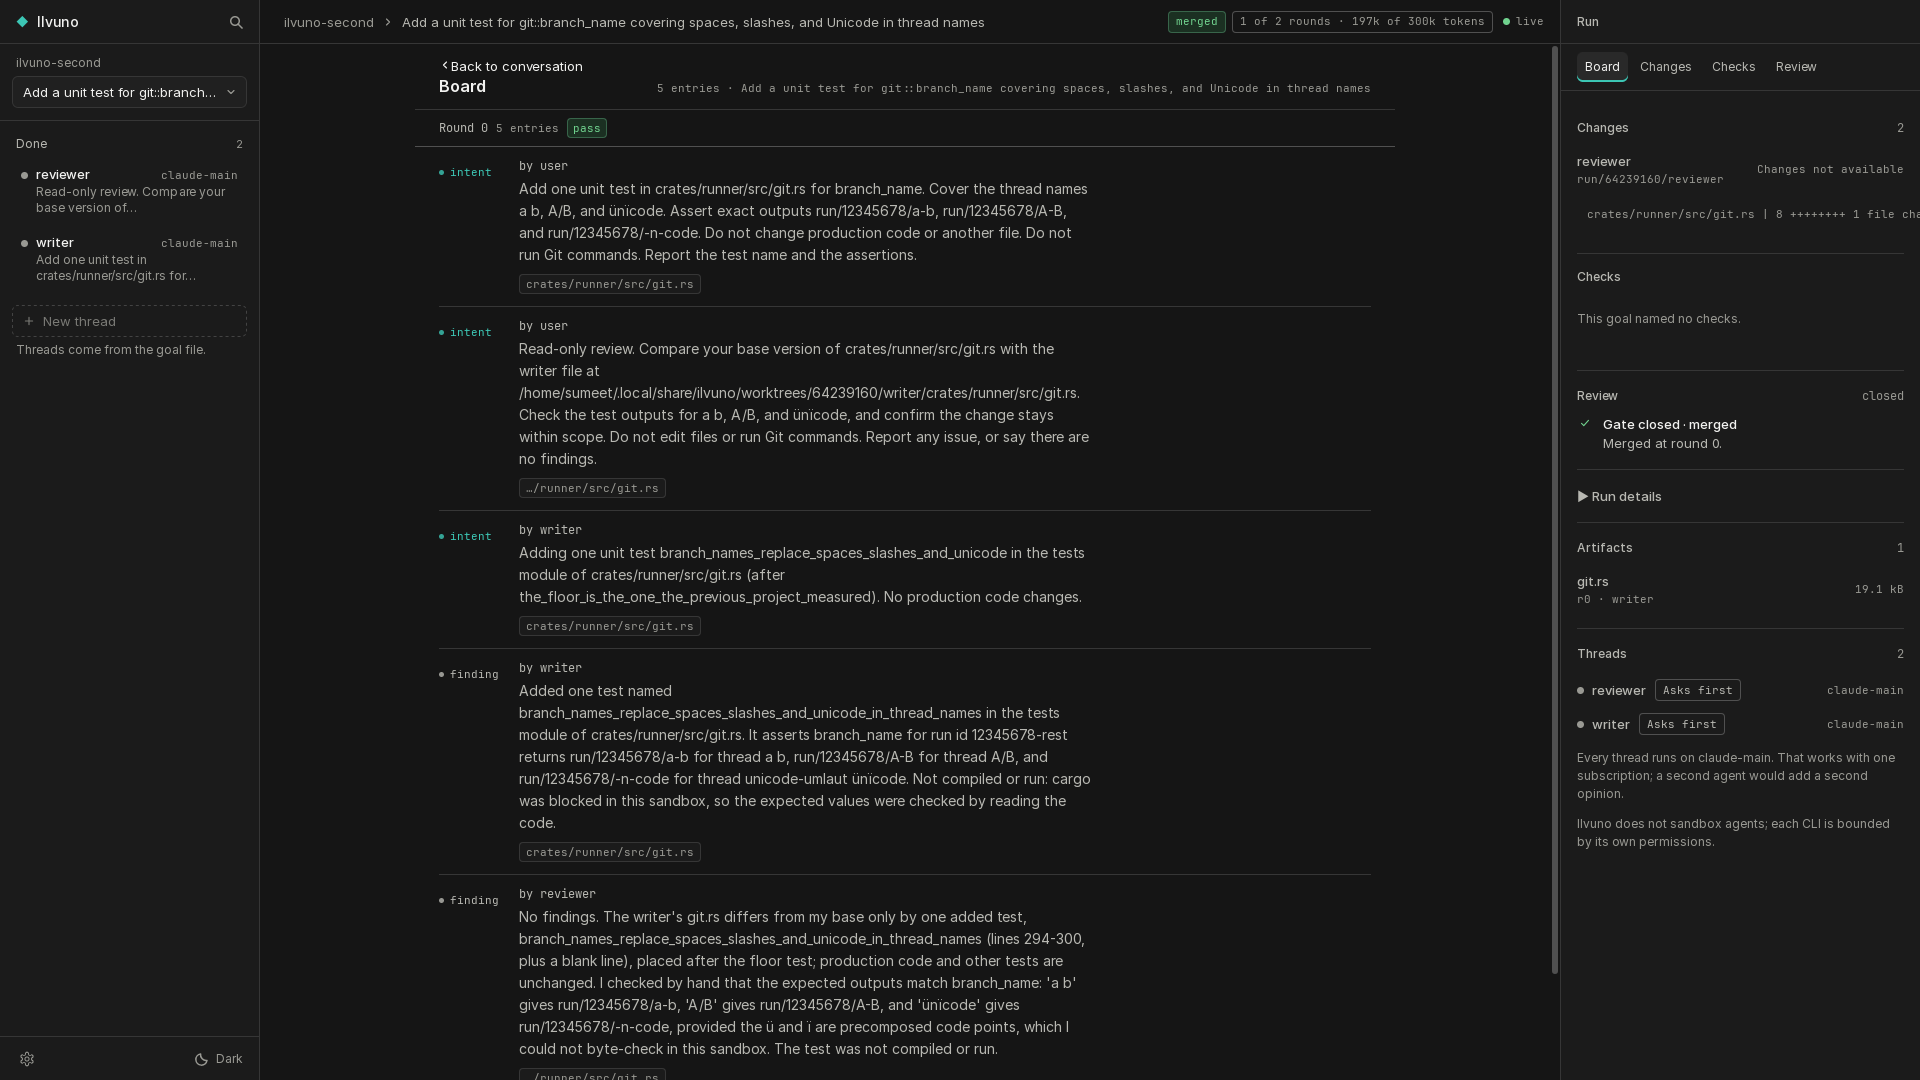 Ilvuno
ilvuno-second
Add a unit test for git::branch…
Done 2
reviewer claude-main
Read-only review. Compare your
base version of…
writer claude-main
Add one unit test in
crates/runner/src/git.rs for…
+ New thread
Threads come from the goal file.
Dark
ilvuno-second > Add a unit test for git::branch_name covering spaces, slashes, and Unicode in thread names
merged 1 of 2 rounds · 197k of 300k tokens live
Back to conversation
Board 5 entries · Add a unit test for git::branch_name covering spaces, slashes, and Unicode in thread names
Round 0 5 entries pass
intent by user
Add one unit test in crates/runner/src/git.rs for branch_name. Cover the thread names
a b, A/B, and ünïcode. Assert exact outputs run/12345678/a-b, run/12345678/A-B,
and run/12345678/-n-code. Do not change production code or another file. Do not
run Git commands. Report the test name and the assertions.
crates/runner/src/git.rs
intent by user
Read-only review. Compare your base version of crates/runner/src/git.rs with the
writer file at
/home/sumeet/.local/share/ilvuno/worktrees/64239160/writer/crates/runner/src/git.rs.
Check the test outputs for a b, A/B, and ünïcode, and confirm the change stays
within scope. Do not edit files or run Git commands. Report any issue, or say there are
no findings.
…/runner/src/git.rs
intent by writer
Adding one unit test branch_names_replace_spaces_slashes_and_unicode in the tests
module of crates/runner/src/git.rs (after
the_floor_is_the_one_the_previous_project_measured). No production code changes.
crates/runner/src/git.rs
finding by writer
Added one test named
branch_names_replace_spaces_slashes_and_unicode_in_thread_names in the tests
module of crates/runner/src/git.rs. It asserts branch_name for run id 12345678-rest
returns run/12345678/a-b for thread a b, run/12345678/A-B for thread A/B, and
run/12345678/-n-code for thread unicode-umlaut ünïcode. Not compiled or run: cargo
was blocked in this sandbox, so the expected values were checked by reading the
code.
crates/runner/src/git.rs
finding by reviewer
No findings. The writer's git.rs differs from my base only by one added test,
branch_names_replace_spaces_slashes_and_unicode_in_thread_names (lines 294-300,
plus a blank line), placed after the floor test; production code and other tests are
unchanged. I checked by hand that the expected outputs match branch_name: 'a b'
gives run/12345678/a-b, 'A/B' gives run/12345678/A-B, and 'ünïcode' gives
run/12345678/-n-code, provided the ü and ï are precomposed code points, which I
could not byte-check in this sandbox. The test was not compiled or run.
…/runner/src/git.rs
Run
Board Changes Checks Review
Changes 2
reviewer
run/64239160/reviewer Changes not available
crates/runner/src/git.rs | 8 ++++++++ 1 file cha
Checks
This goal named no checks.
Review closed
Gate closed · merged
Merged at round 0.
▶ Run details
Artifacts 1
git.rs
r0 · writer 19.1 kB
Threads 2
reviewer Asks first claude-main
writer Asks first claude-main
Every thread runs on claude-main. That works with one
subscription; a second agent would add a second
opinion.
Ilvuno does not sandbox agents; each CLI is bounded
by its own permissions.